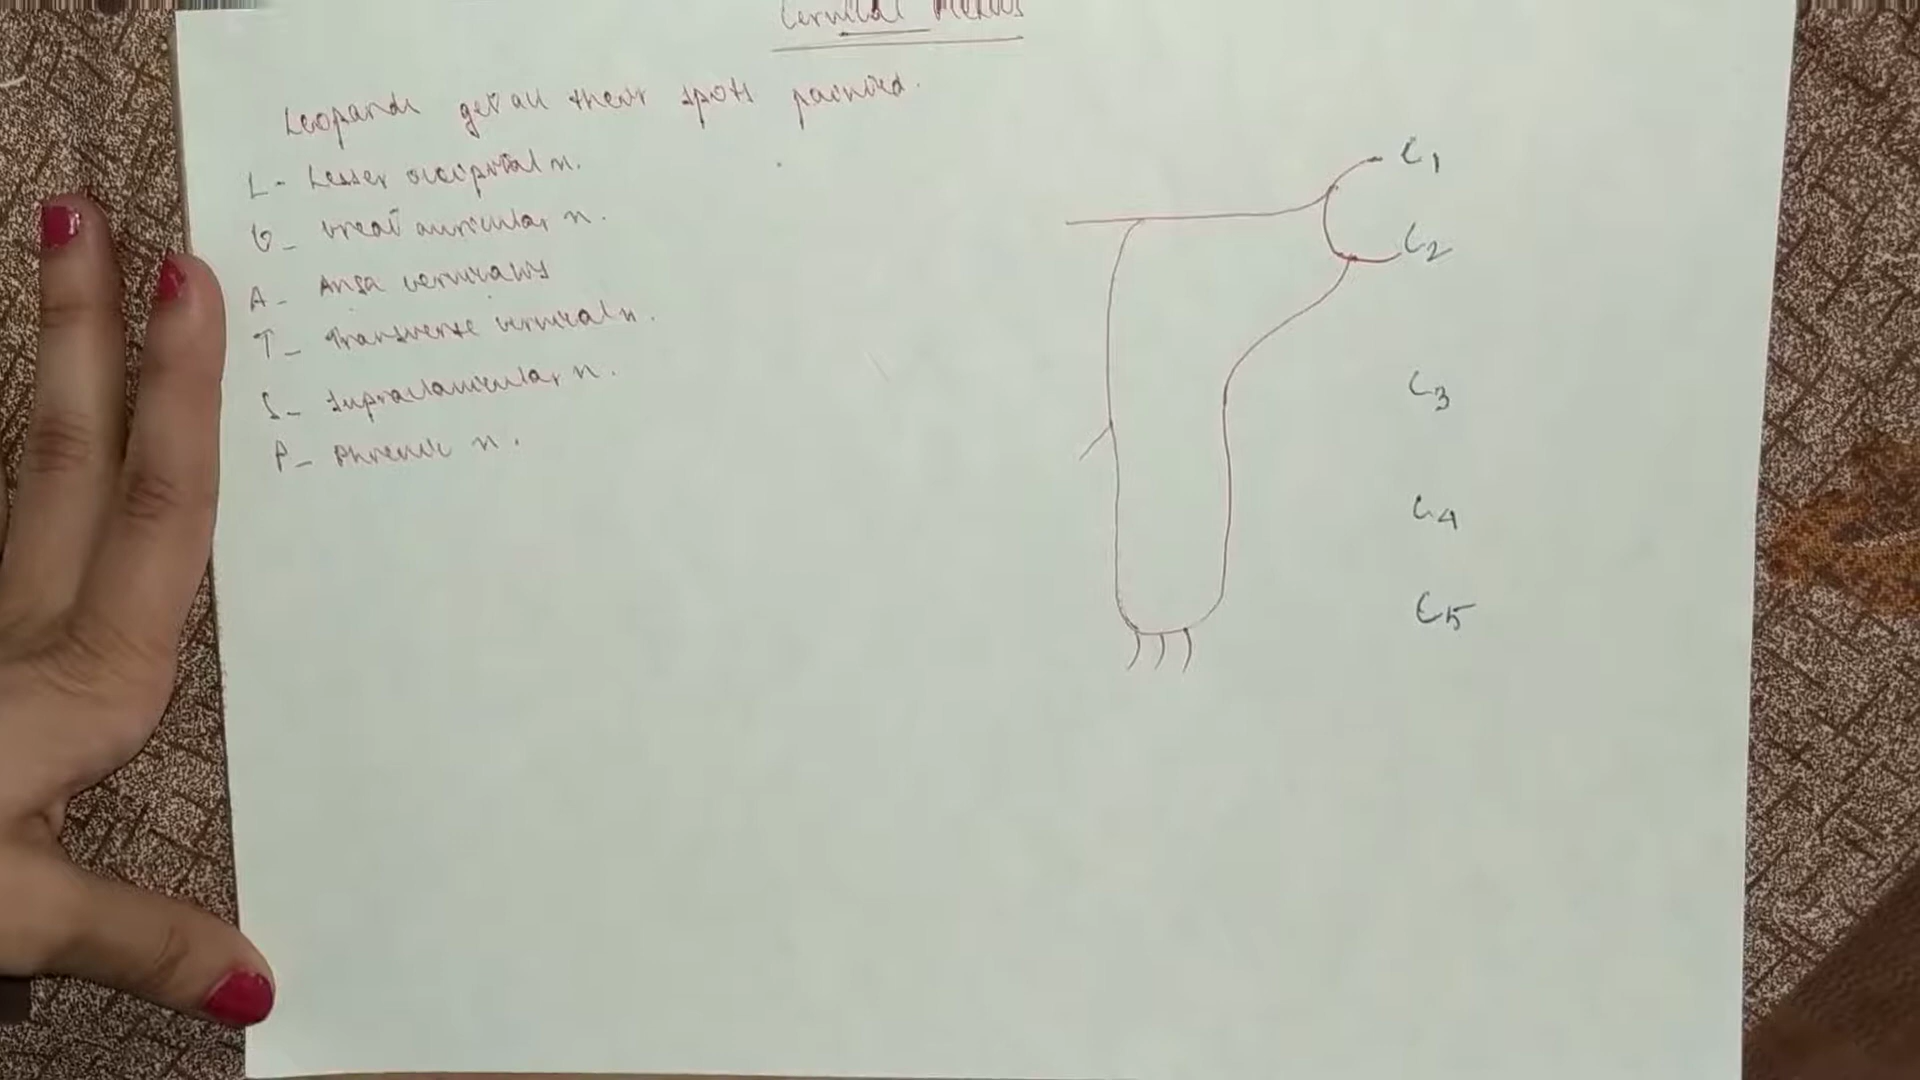 Cervical Plexus
Leopards get all their spots painted.
L- Lesser occipital n.
G- Great auricular n.
A- Ansa cervicalis
T- Transverse cervical n.
S- Supraclavicular n.
P- Phrenic n.
C1
C2
C3
C4
C5